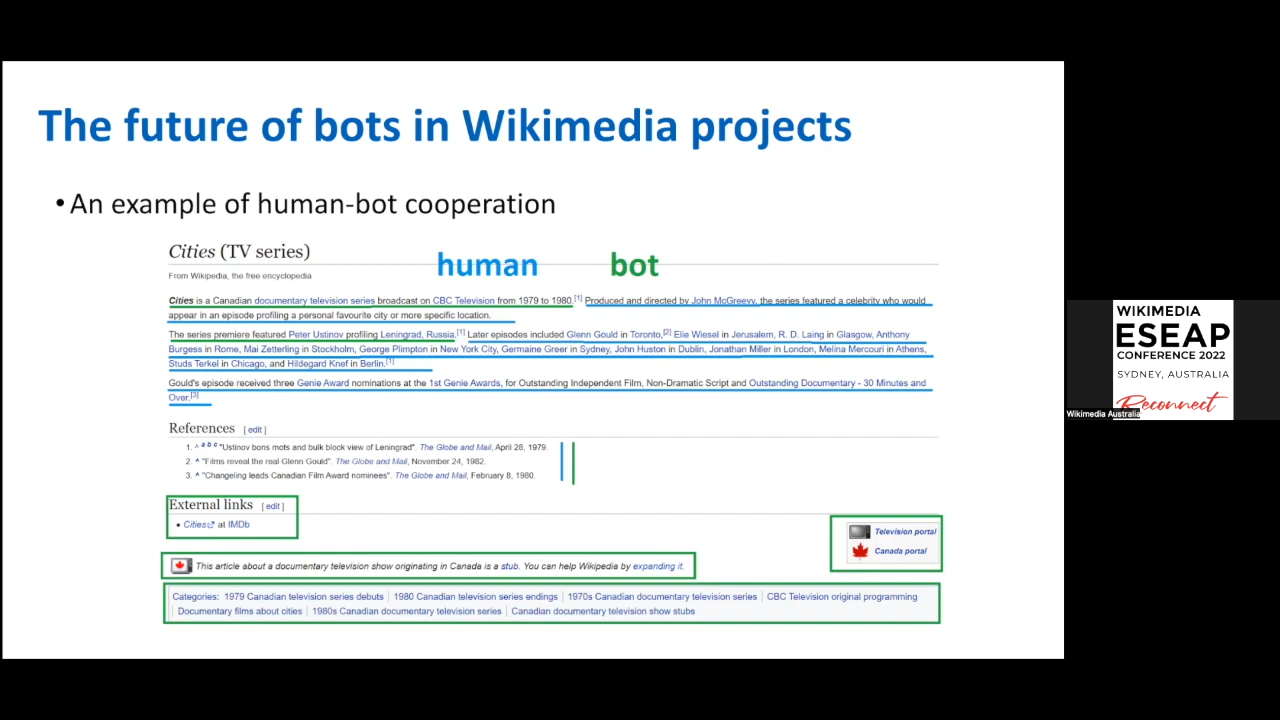 The future of bots in Wikimedia projects
• An example of human-bot cooperation
Cities (TV series)
human bot
From Wikipedia, the free encyclopedia
Cities is a Canadian documentary television series broadcast on CBC Television from 1979 to 1980.[1] Produced and directed by John McGreevy, the series featured a celebrity who would
appear in an episode profiling a personal favourite city or more specific location.
The series premiere featured Peter Ustinov profiling Leningrad, Russia.[1] Later episodes included Glenn Gould in Toronto,[2] Elie Wiesel in Jerusalem, R. D. Laing in Glasgow, Anthony
Burgess in Rome, Mai Zetterling in Stockholm, George Plimpton in New York City, Germaine Greer in Sydney, John Huston in Dublin, Jonathan Miller in London, Melina Mercouri in Athens,
Studs Terkel in Chicago, and Hildegard Knef in Berlin.[1]
Gould's episode received three Genie Award nominations at the 1st Genie Awards, for Outstanding Independent Film, Non-Dramatic Script and Outstanding Documentary - 30 Minutes and
Over.[3]
References [ edit ]
1. ^ a b c "Ustinov bons mots and bulk block view of Leningrad". The Globe and Mail, April 28, 1979.
2. ^ "Films reveal the real Glenn Gould". The Globe and Mail, November 24, 1982.
3. ^ "Changeling leads Canadian Film Award nominees". The Globe and Mail, February 8, 1980.
External links [ edit ]
• Cities at IMDb
Television portal
Canada portal
This article about a documentary television show originating in Canada is a stub. You can help Wikipedia by expanding it.
Categories: 1979 Canadian television series debuts | 1980 Canadian television series endings | 1970s Canadian documentary television series | CBC Television original programming
| Documentary films about cities | 1980s Canadian documentary television series | Canadian documentary television show stubs
WIKIMEDIA
ESEAP
CONFERENCE 2022
SYDNEY, AUSTRALIA
Reconnect
Wikimedia Australia